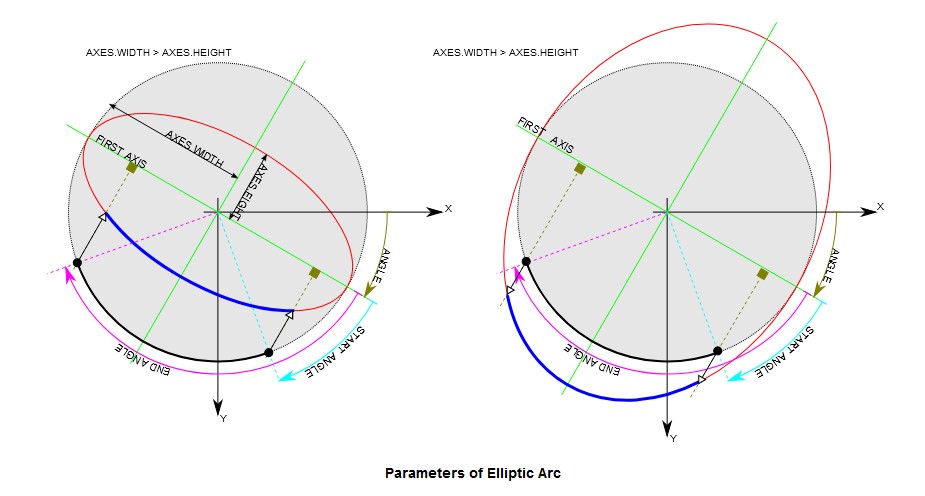 AXES.WIDTH > AXES.HEIGHT
AXES.WIDTH > AXES.HEIGHT
FIRST AXIS
AXES.WIDTH
AXES.HEIGHT
X
ANGLE
START ANGLE
END ANGLE
Y
FIRST AXIS
X
ANGLE
START ANGLE
END ANGLE
Y
Parameters of Elliptic Arc